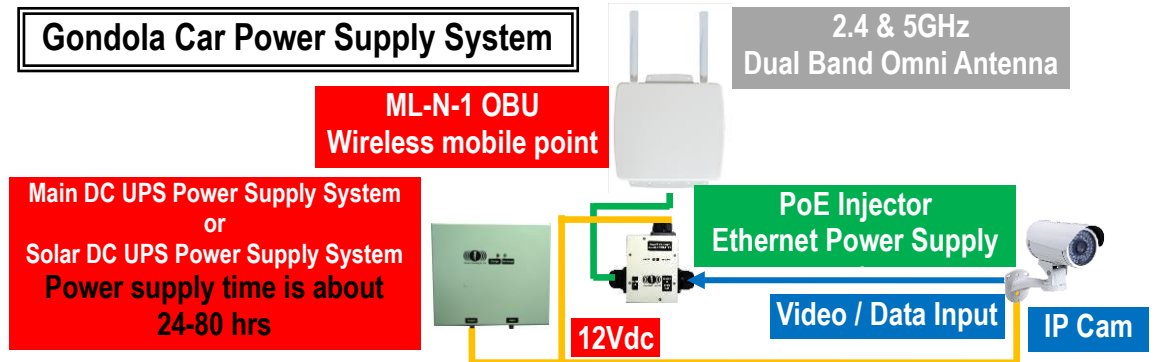 Gondola Car Power Supply System
2.4 & 5GHz
Dual Band Omni Antenna
ML-N-1 OBU
Wireless mobile point
Main DC UPS Power Supply System
or
Solar DC UPS Power Supply System
Power supply time is about
24-80 hrs
PoE Injector
Ethernet Power Supply
12Vdc
Video / Data Input
IP Cam